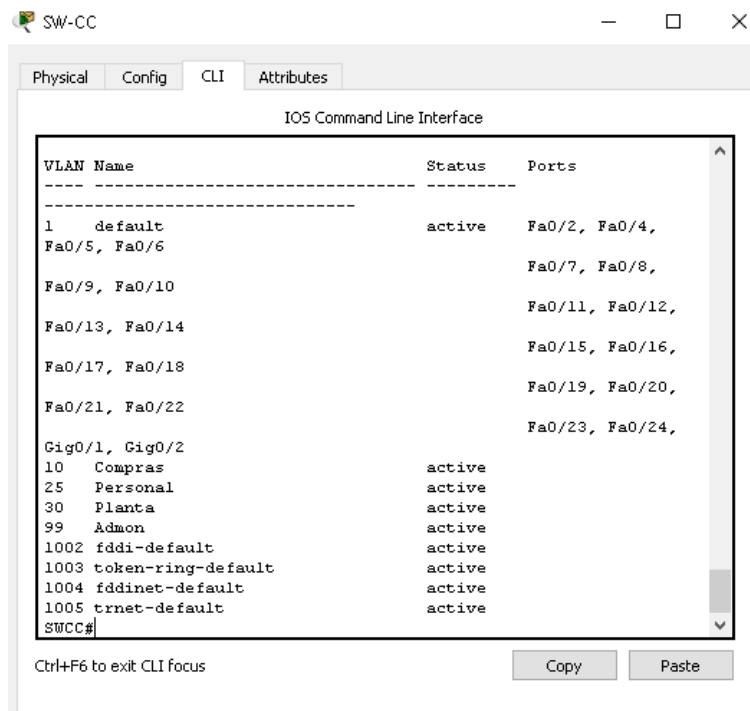 SW-CC
Physical Config CLI Attributes
IOS Command Line Interface
VLAN Name Status Ports
---- -------------------------------- ---------
-------------------------------
1 default active Fa0/2, Fa0/4,
Fa0/5, Fa0/6
Fa0/7, Fa0/8,
Fa0/9, Fa0/10
Fa0/11, Fa0/12,
Fa0/13, Fa0/14
Fa0/15, Fa0/16,
Fa0/17, Fa0/18
Fa0/19, Fa0/20,
Fa0/21, Fa0/22
Fa0/23, Fa0/24,
Gig0/1, Gig0/2
10 Compras active
25 Personal active
30 Planta active
99 Admon active
1002 fddi-default active
1003 token-ring-default active
1004 fddinet-default active
1005 trnet-default active
SWCC#
Ctrl+F6 to exit CLI focus
Copy Paste